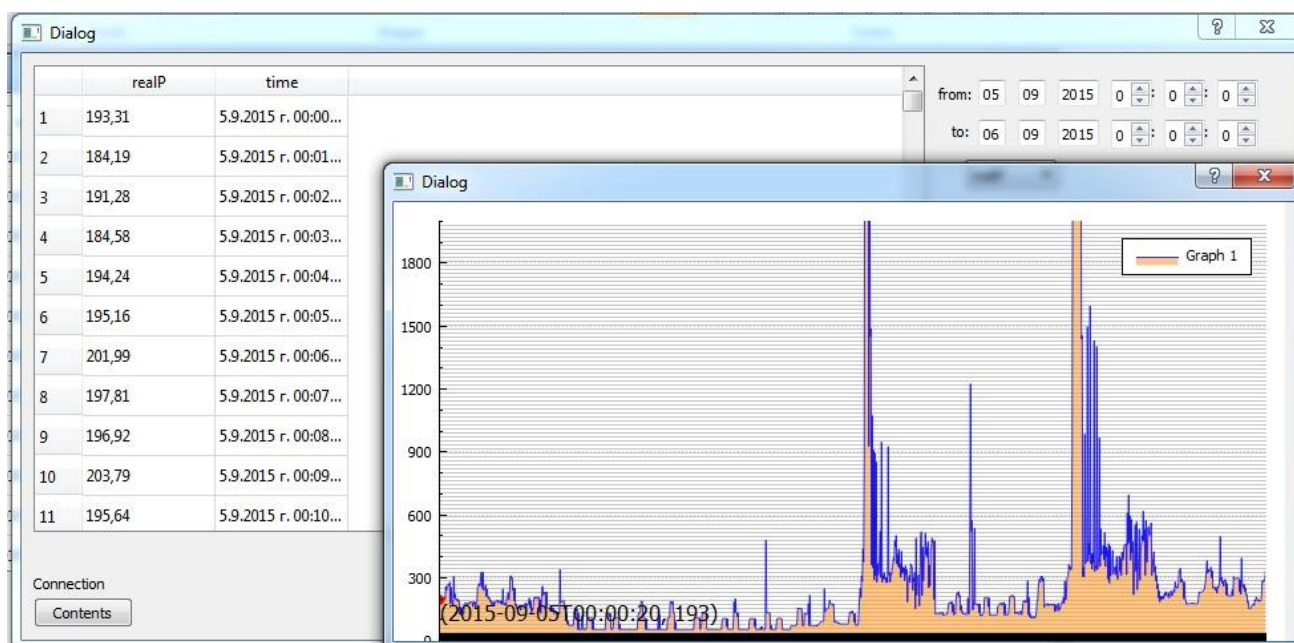 Dialog
realP time
1 193,31 5.9.2015 г. 00:00...
2 184,19 5.9.2015 г. 00:01...
3 191,28 5.9.2015 г. 00:02...
4 184,58 5.9.2015 г. 00:03...
5 194,24 5.9.2015 г. 00:04...
6 195,16 5.9.2015 г. 00:05...
7 201,99 5.9.2015 г. 00:06...
8 197,81 5.9.2015 г. 00:07...
9 196,92 5.9.2015 г. 00:08...
10 203,79 5.9.2015 г. 00:09...
11 195,64 5.9.2015 г. 00:10...
Connection
Contents
from: 05 09 2015 0 : 0 : 0
to: 06 09 2015 0 : 0 : 0
Dialog
Graph 1
1800
1500
1200
900
600
300
0
(2015-09-05T00:00:20, 193)